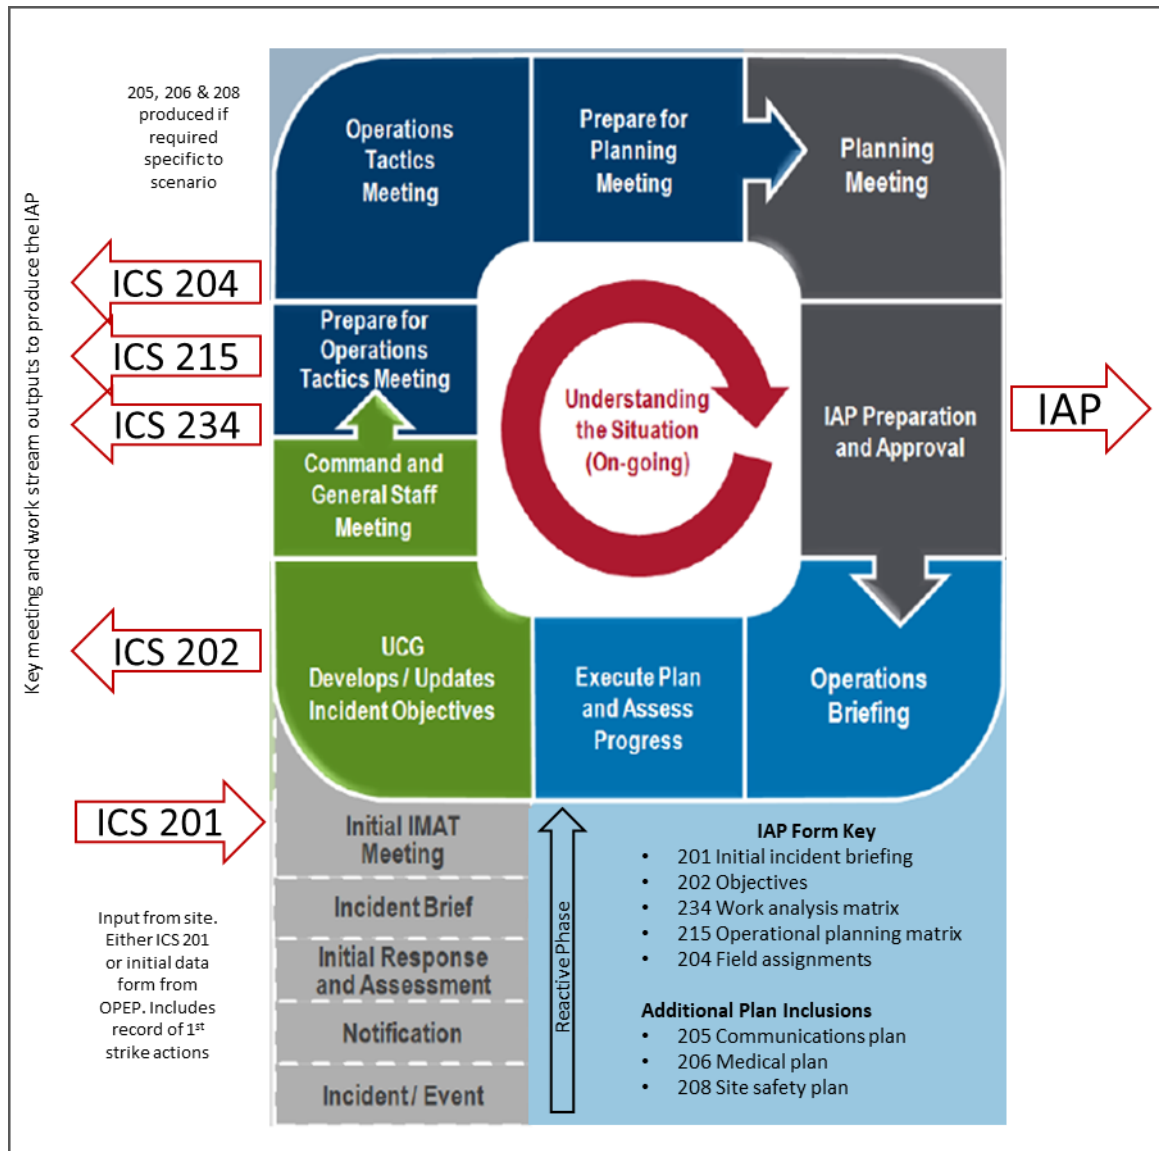 Key meeting and work stream outputs to produce the IAP
205, 206 & 208
produced if
required
specific to
scenario
ICS 204
ICS 215
ICS 234
ICS 202
ICS 201
Input from site.
Either ICS 201
or initial data
form from
OPEP. Includes
record of 1st
strike actions
Operations
Tactics
Meeting
Prepare for
Planning
Meeting
Planning
Meeting
Prepare for
Operations
Tactics Meeting
Command and
General Staff
Meeting
Understanding
the Situation
(On-going)
IAP Preparation
and Approval
IAP
UCG
Develops / Updates
Incident Objectives
Execute Plan
and Assess
Progress
Operations
Briefing
Initial IMAT
Meeting
Incident Brief
Initial Response
and Assessment
Notification
Incident / Event
Reactive Phase
IAP Form Key
• 201 Initial incident briefing
• 202 Objectives
• 234 Work analysis matrix
• 215 Operational planning matrix
• 204 Field assignments
Additional Plan Inclusions
• 205 Communications plan
• 206 Medical plan
• 208 Site safety plan